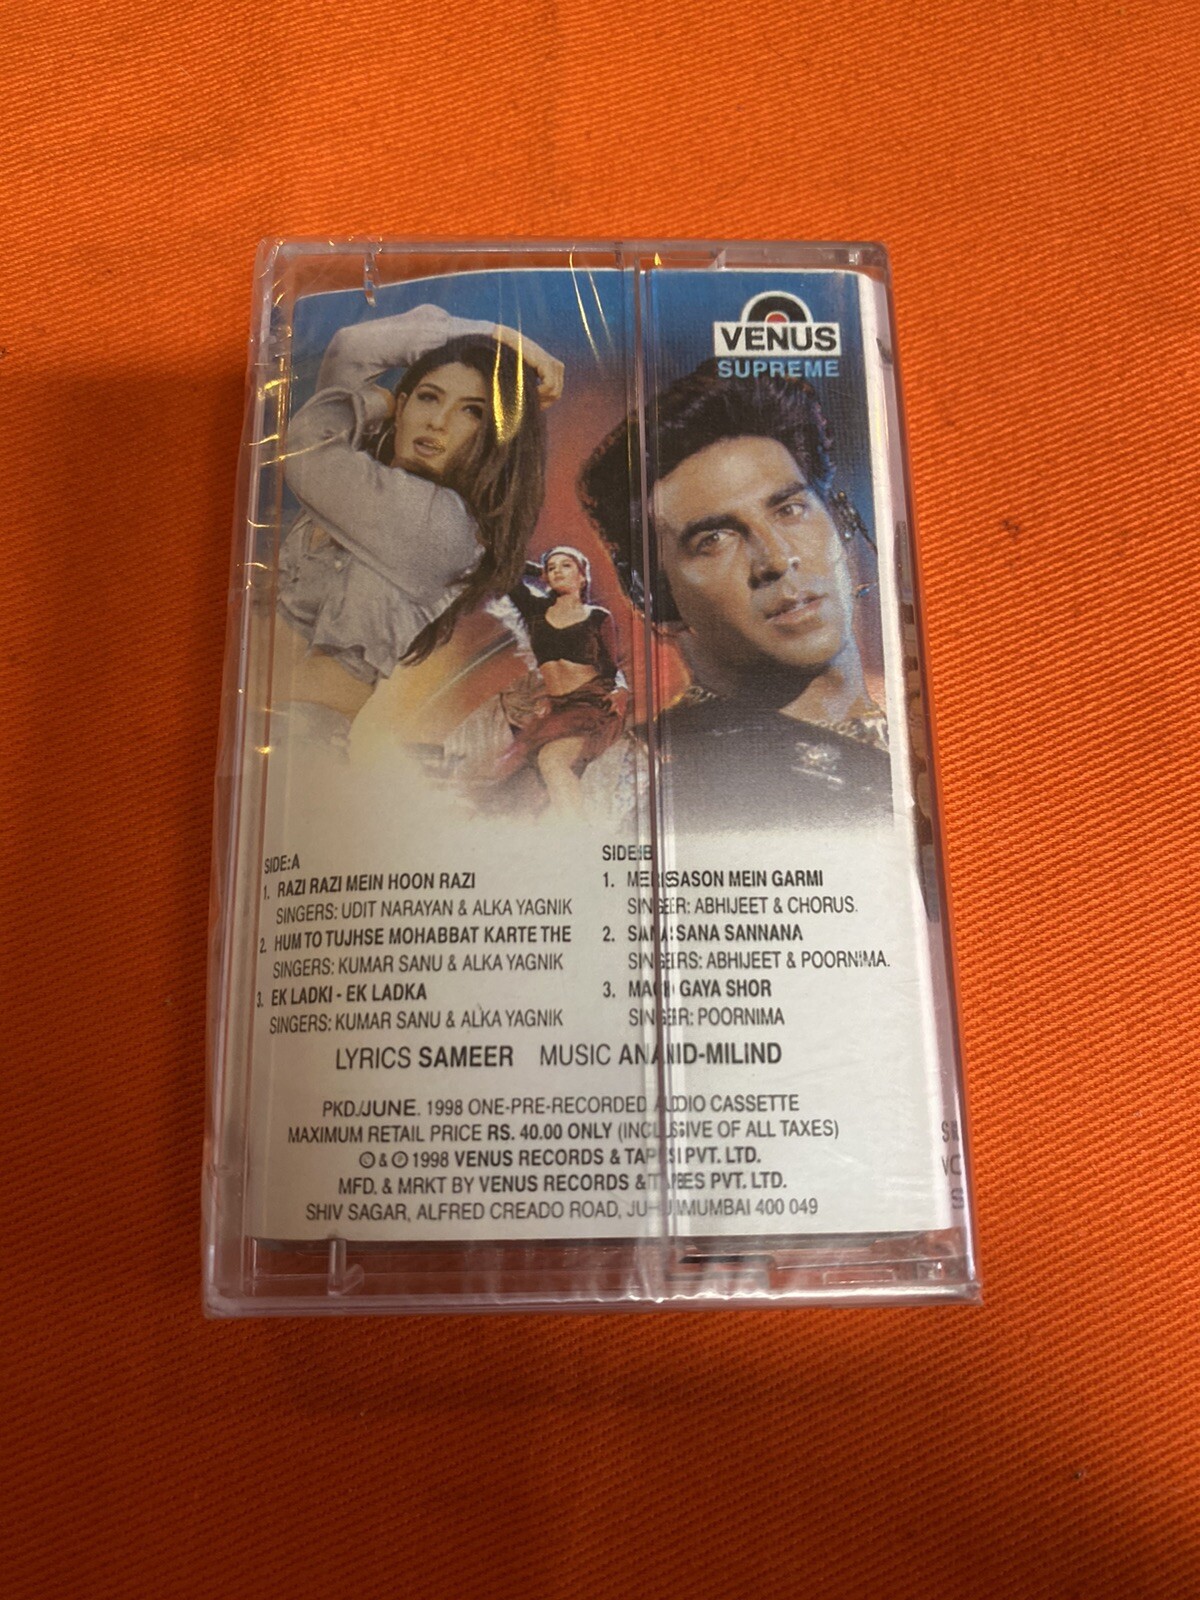 VENUS
SUPREME
SIDE:A
1. RAZI RAZI MEIN HOON RAZI
SINGERS: UDIT NARAYAN & ALKA YAGNIK
2. HUM TO TUJHSE MOHABBAT KARTE THE
SINGERS: KUMAR SANU & ALKA YAGNIK
3. EK LADKI - EK LADKA
SINGERS: KUMAR SANU & ALKA YAGNIK
SIDE:B
1. MERI SASON MEIN GARMI
SINGER: ABHIJEET & CHORUS.
2. SANA SANA SANNANA
SINGERS: ABHIJEET & POORNIMA.
3. MACH GAYA SHOR
SINGER: POORNIMA
LYRICS SAMEER MUSIC ANAND-MILIND
PKD./JUNE. 1998 ONE-PRE-RECORDED AUDIO CASSETTE
MAXIMUM RETAIL PRICE RS. 40.00 ONLY (INCLUSIVE OF ALL TAXES)
© & ℗ 1998 VENUS RECORDS & TAPES PVT. LTD.
MFD. & MRKT BY VENUS RECORDS & TAPES PVT. LTD.
SHIV SAGAR, ALFRED CREADO ROAD, JUHU MUMBAI 400 049